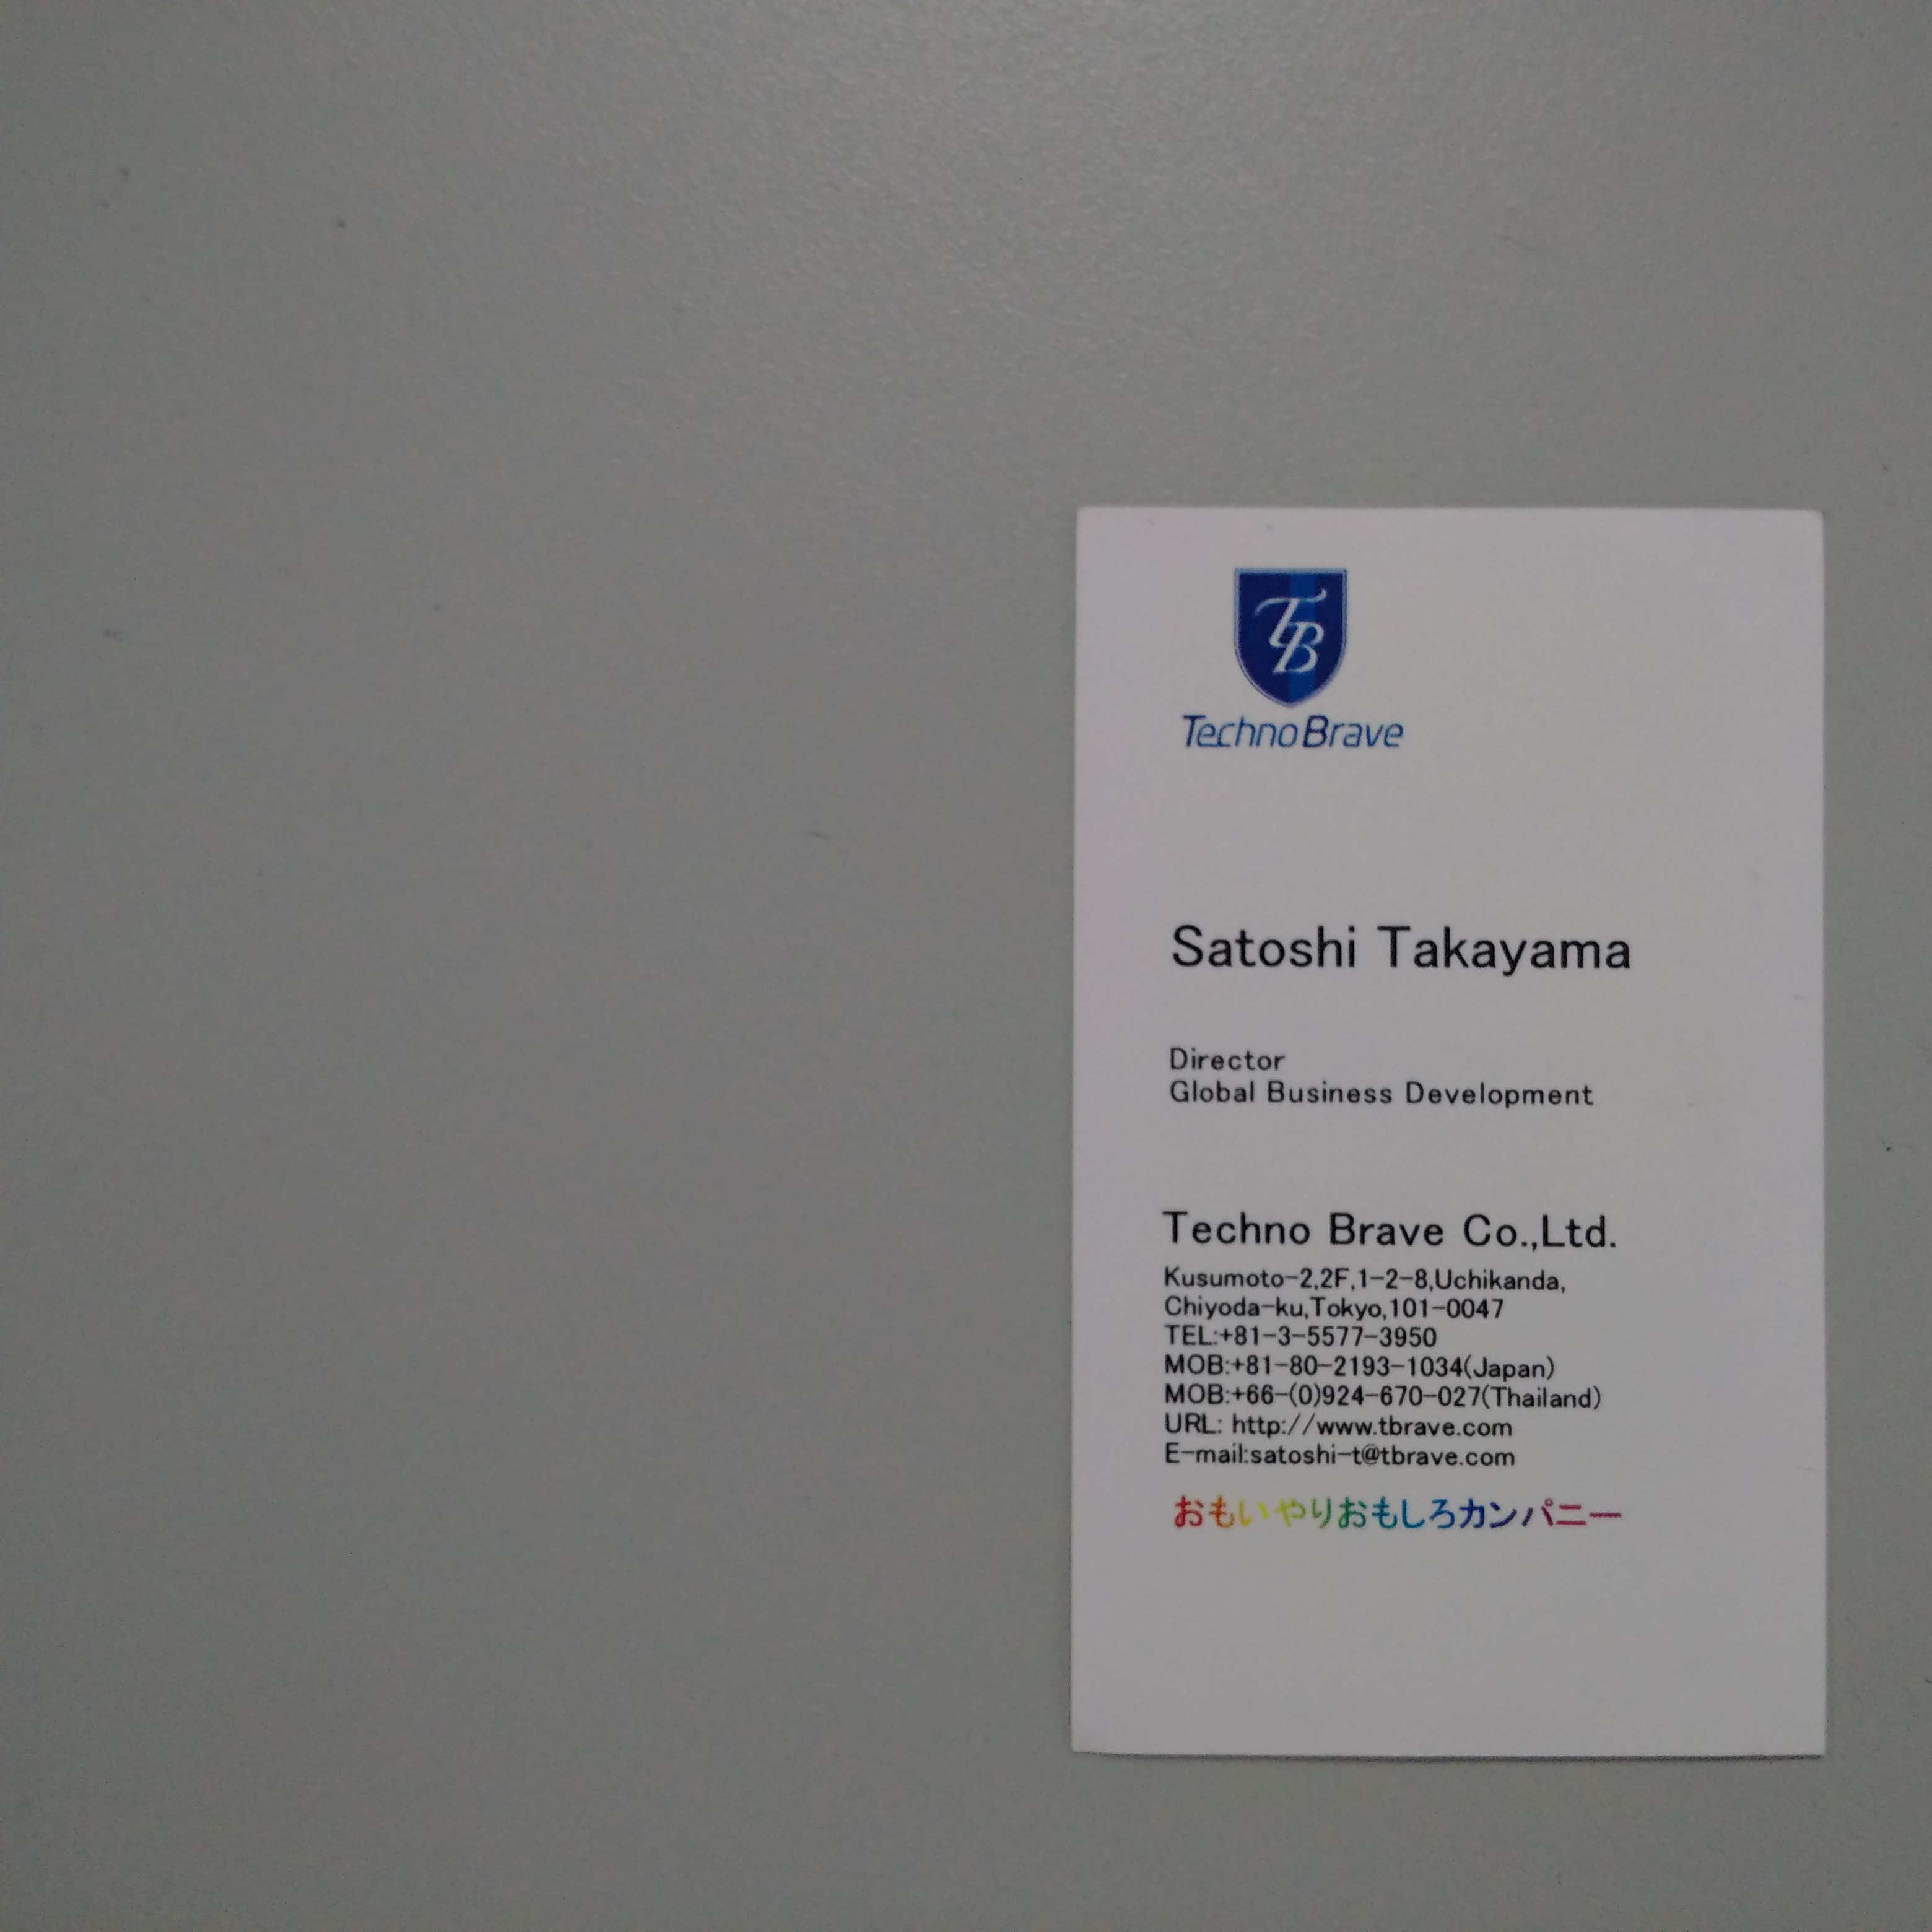 TB
TechnoBrave
Satoshi Takayama
Director
Global Business Development
Techno Brave Co.,Ltd.
Kusumoto-2,2F,1-2-8,Uchikanda,
Chiyoda-ku,Tokyo,101-0047
TEL:+81-3-5577-3950
MOB:+81-80-2193-1034(Japan)
MOB:+66-(0)924-670-027(Thailand)
URL: http://www.tbrave.com
E-mail:satoshi-t@tbrave.com
おもいやりおもしろカンパニー